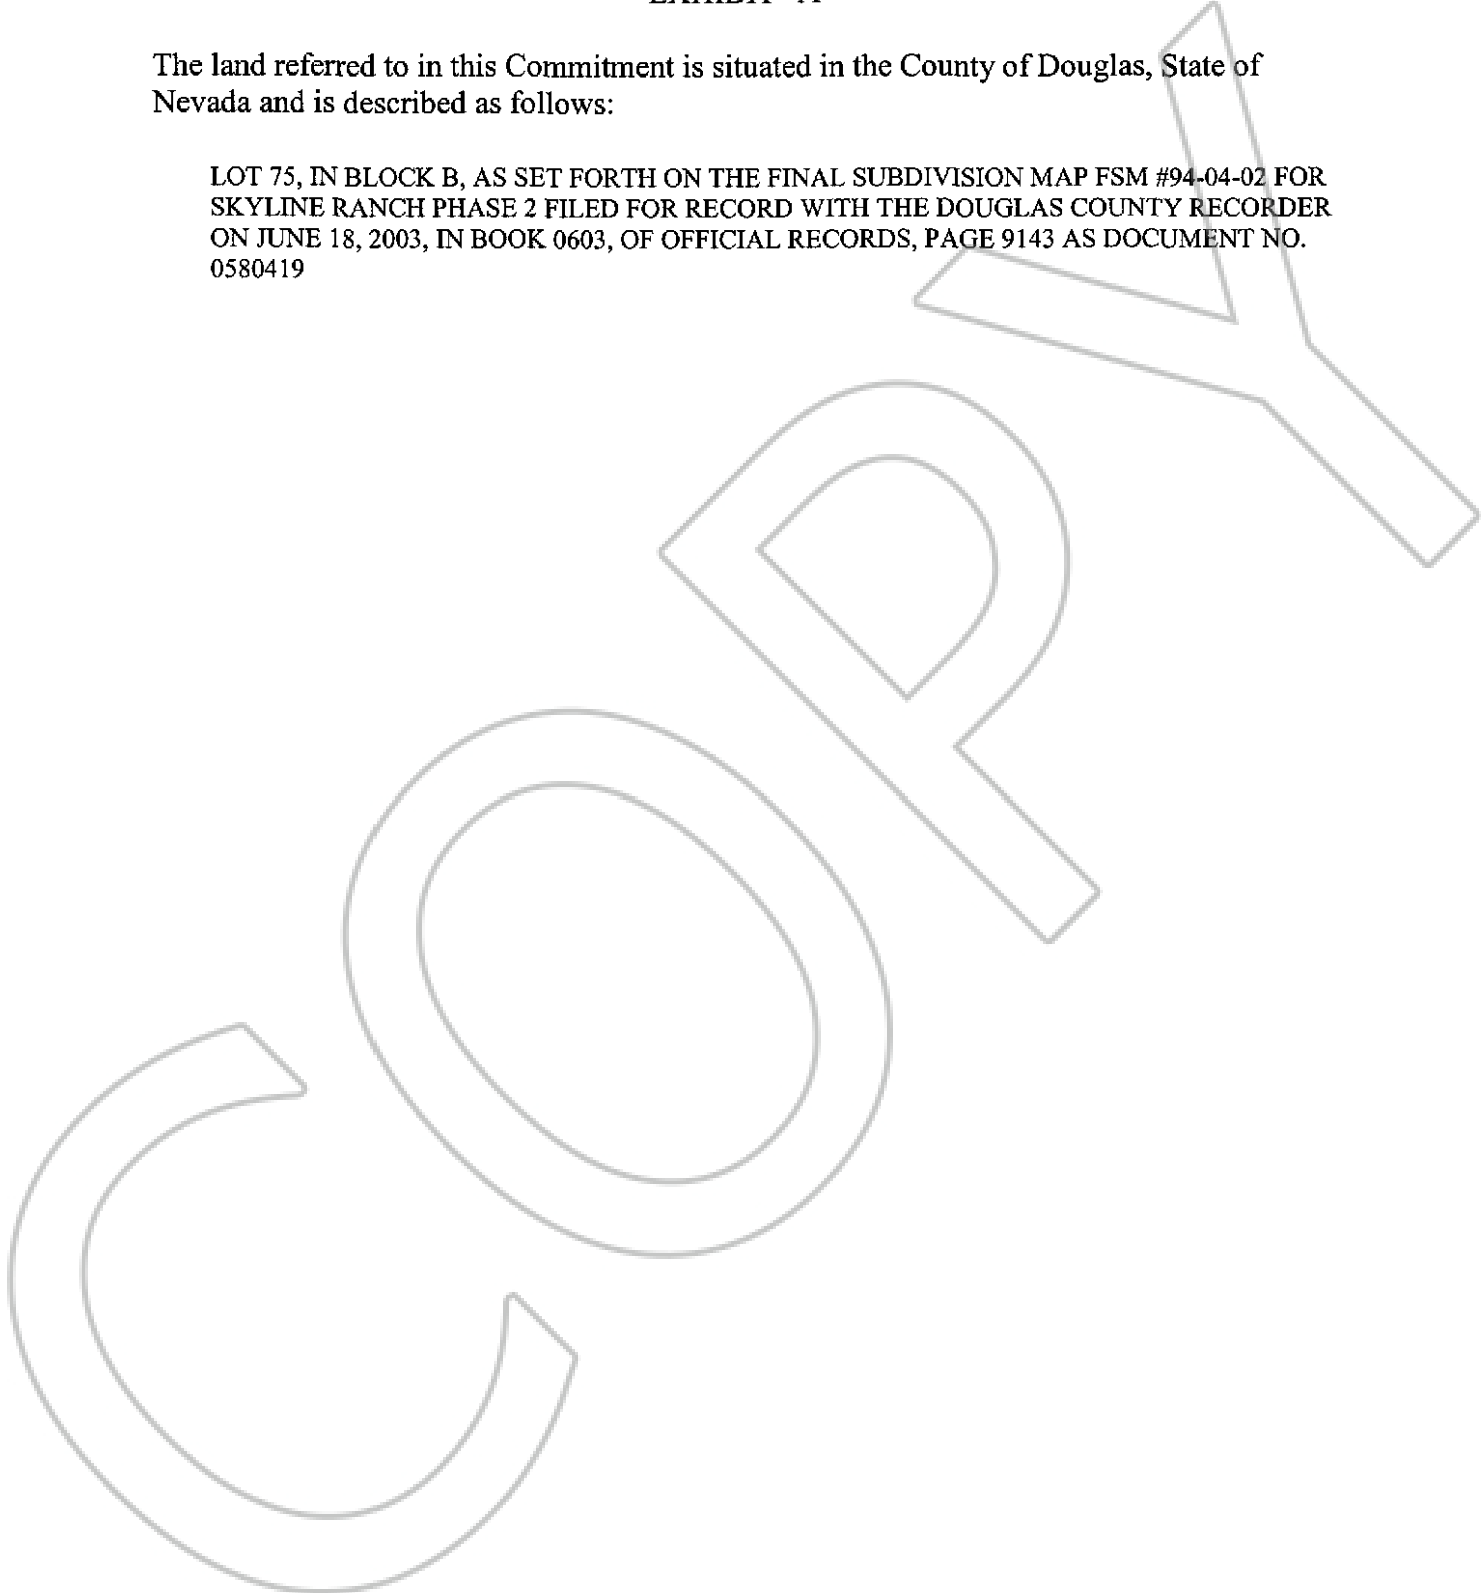 The land referred to in this Commitment is situated in the County of Douglas, State of
Nevada and is described as follows:
LOT 75, IN BLOCK B, AS SET FORTH ON THE FINAL SUBDIVISION MAP FSM #94-04-02 FOR
SKYLINE RANCH PHASE 2 FILED FOR RECORD WITH THE DOUGLAS COUNTY RECORDER
ON JUNE 18, 2003, IN BOOK 0603, OF OFFICIAL RECORDS, PAGE 9143 AS DOCUMENT NO.
0580419
COPY